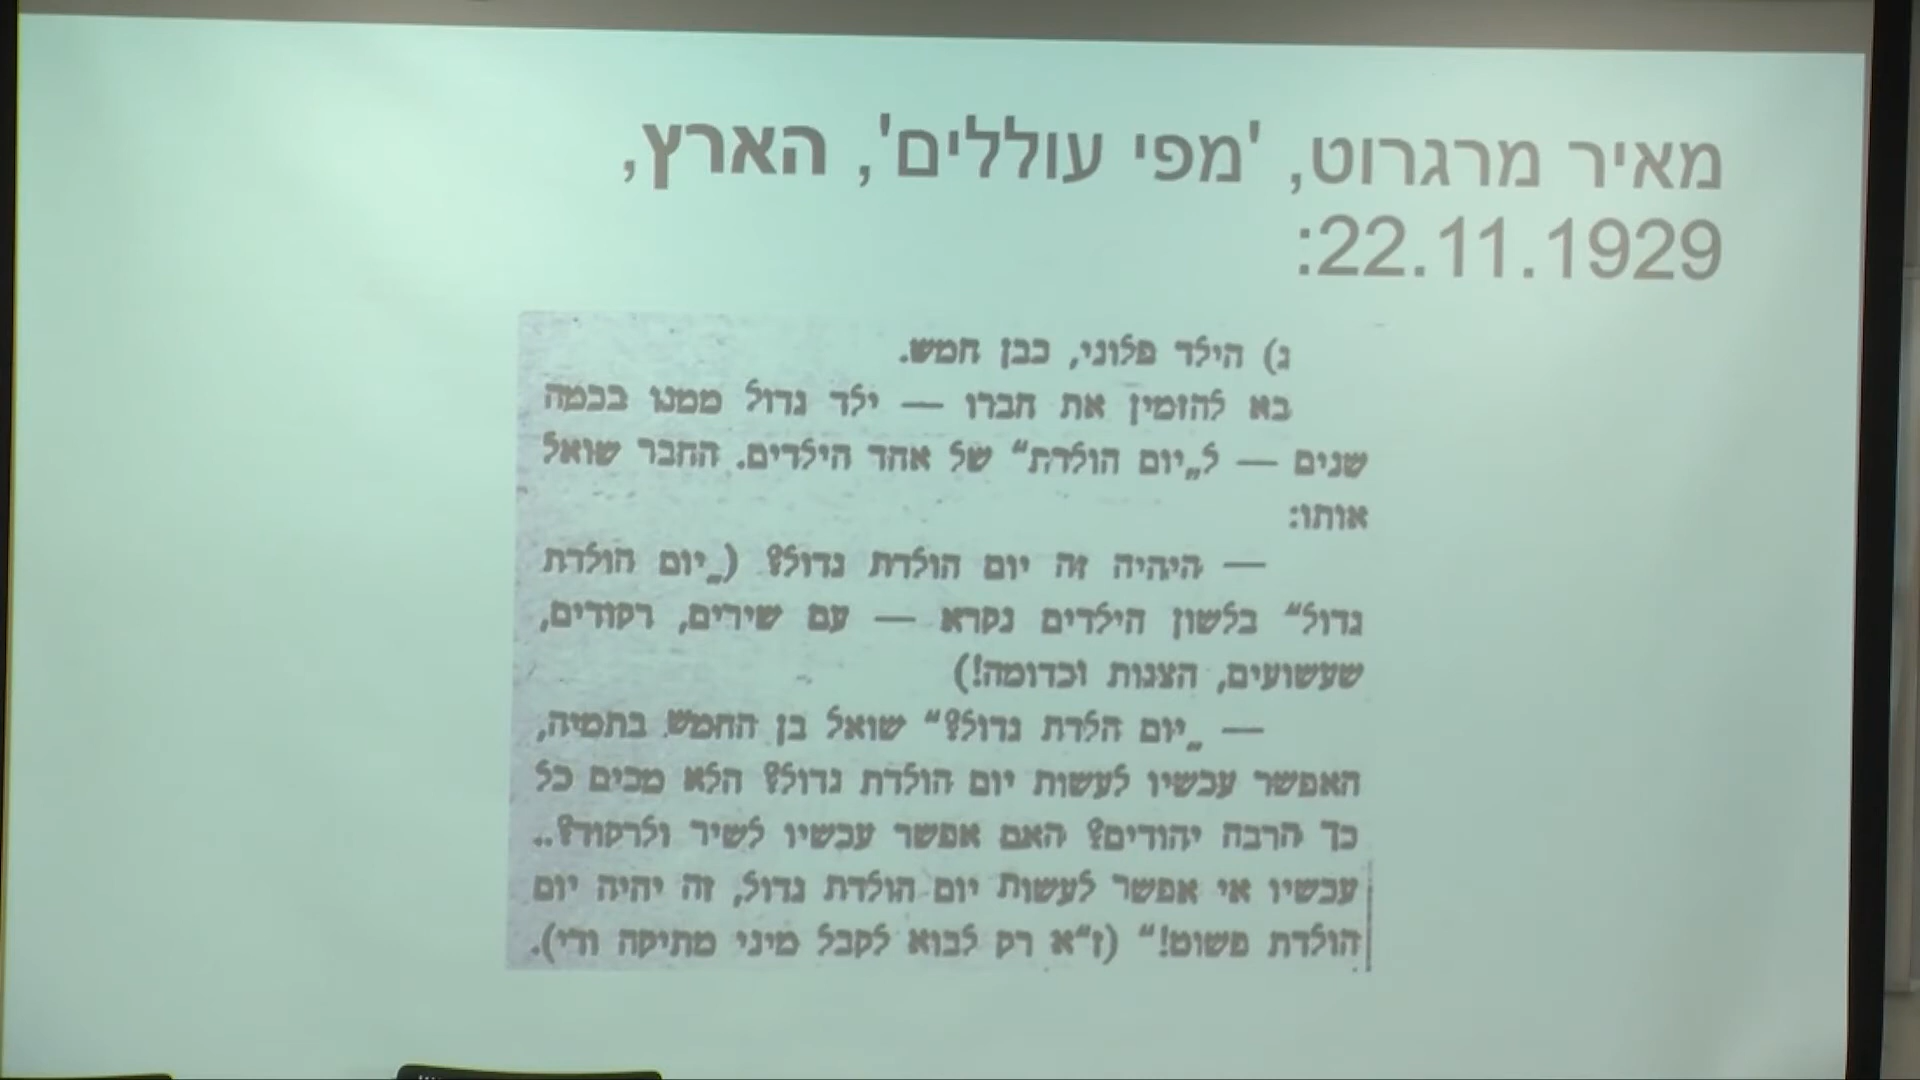 מאיר מרגרוט, 'מפי עוללים', הארץ,
22.11.1929:
ג) הילד פלוני, כבן חמש.
בא להזמין את חברו — ילד גדול ממנו בכמה
שנים — ל„יום הולדת“ של אחד הילדים. החבר שואל
אותו:
— היהיה זה יום הולדת גדול? („יום הולדת
גדול“ בלשון הילדים נקרא — עם שירים, רקודים,
שעשועים, הצגות וכדומה!)
— „יום הלדת גדול?“ שואל בן החמש בתמיה,
האפשר עכשיו לעשות יום הולדת גדול? הלא מכים כל
כך הרבה יהודים? האם אפשר עכשיו לשיר ולרקוד?..
עכשיו אי אפשר לעשות יום הולדת גדול, זה יהיה יום
הולדת פשוט!“ (ז“א רק לבוא לקבל מיני מתיקה ודי).